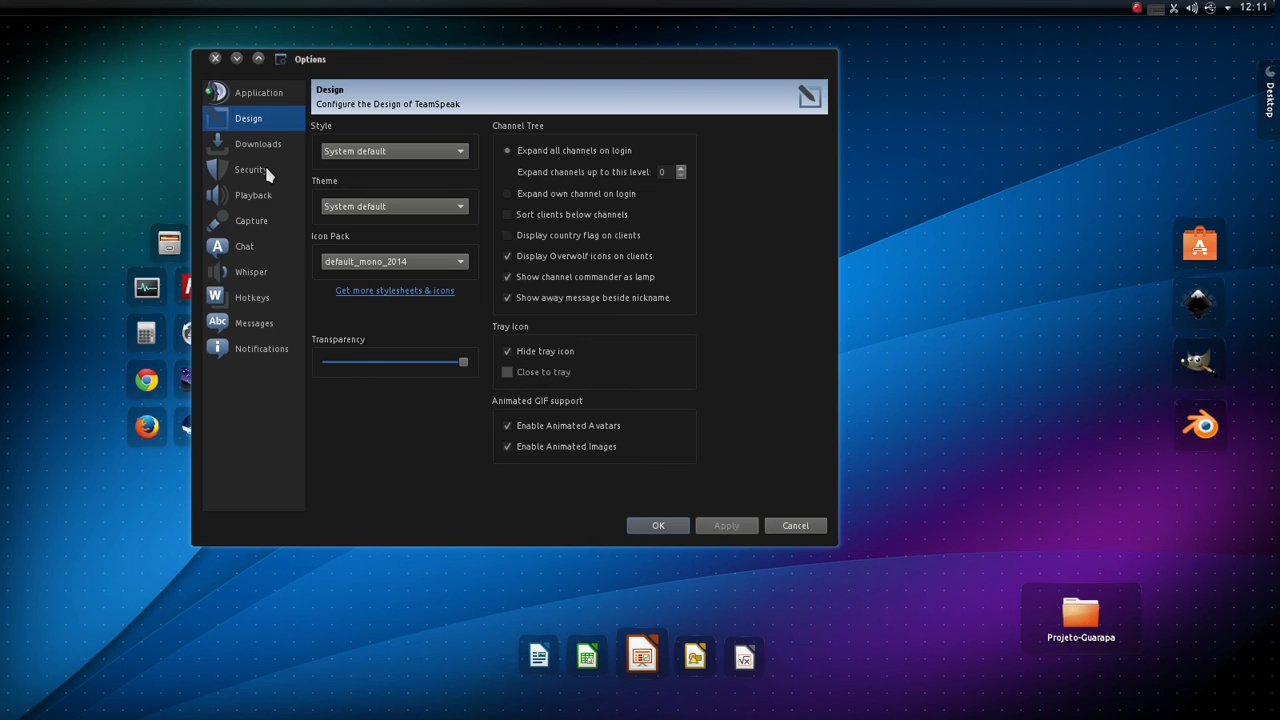 12:11
Desktop
Options
Application
Design
Downloads
Security
Playback
Capture
Chat
Whisper
Hotkeys
Messages
Notifications
Design
Configure the Design of TeamSpeak
Style
System default
Theme
System default
Icon Pack
default_mono_2014
Get more stylesheets & icons
Transparency
Channel Tree
Expand all channels on login
Expand channels up to this level: 0
Expand own channel on login
Sort clients below channels
Display country flag on clients
Display Overwolf icons on clients
Show channel commander as lamp
Show away message beside nickname
Tray Icon
Hide tray icon
Close to tray
Animated GIF support
Enable Animated Avatars
Enable Animated Images
OK
Apply
Cancel
Projeto-Guarapa